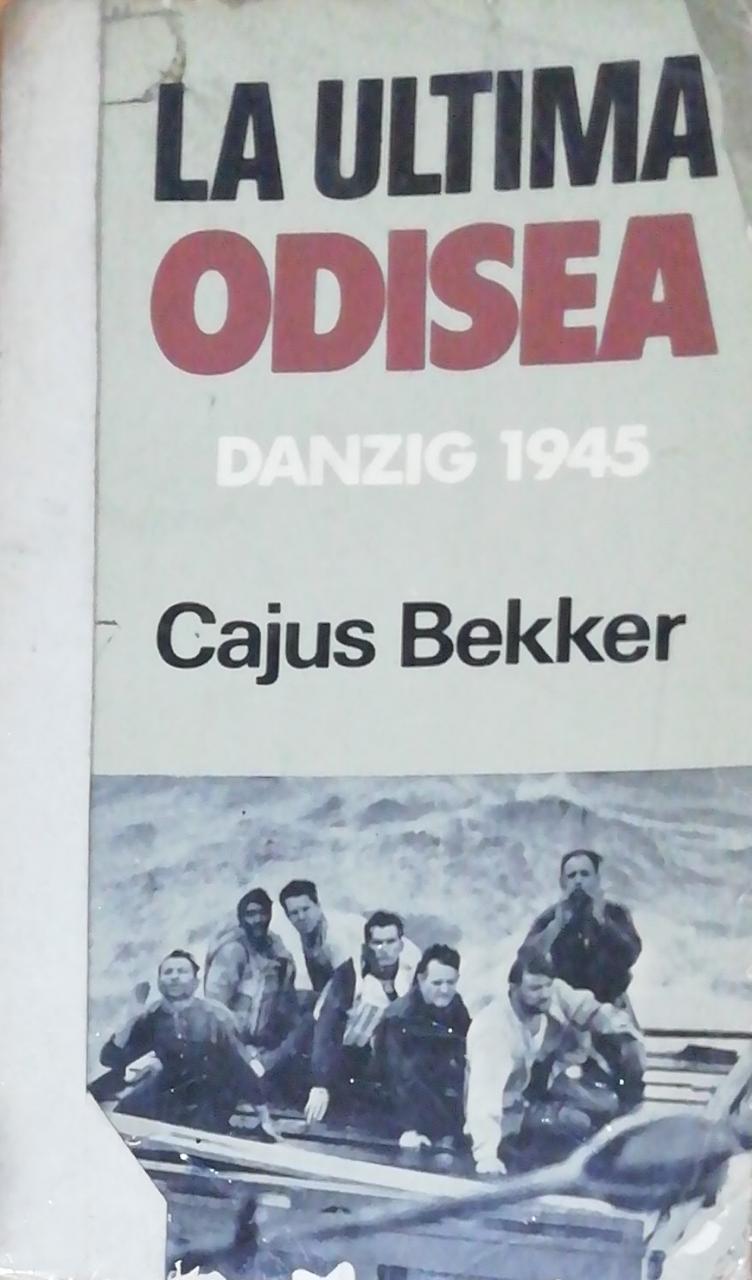 LA ULTIMA
ODISEA
DANZIG 1945
Cajus Bekker